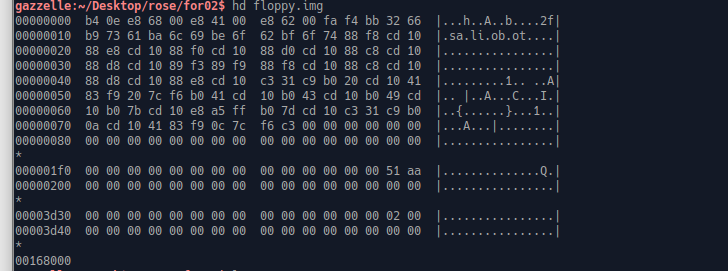 gazzelle:~/Desktop/rose/for02$ hd floppy.img
00000000  b4 0e e8 68 00 e8 41 00  e8 62 00 fa f4 bb 32 66  |...h..A..b....2f|
00000010  b9 73 61 ba 6c 69 be 6f  62 bf 6f 74 88 f8 cd 10  |.sa.li.ob.ot....|
00000020  88 e8 cd 10 88 f0 cd 10  88 d0 cd 10 88 c8 cd 10  |................|
00000030  88 d8 cd 10 89 f3 89 f9  88 f8 cd 10 88 c8 cd 10  |................|
00000040  88 d8 cd 10 88 e8 cd 10  c3 31 c9 b0 20 cd 10 41  |.........1.. ..A|
00000050  83 f9 20 7c f6 b0 41 cd  10 b0 43 cd 10 b0 49 cd  |.. |..A...C...I.|
00000060  10 b0 7b cd 10 e8 a5 ff  b0 7d cd 10 c3 31 c9 b0  |..{......}...1..|
00000070  0a cd 10 41 83 f9 0c 7c  f6 c3 00 00 00 00 00 00  |...A...|........|
00000080  00 00 00 00 00 00 00 00  00 00 00 00 00 00 00 00  |................|
*
000001f0  00 00 00 00 00 00 00 00  00 00 00 00 00 00 51 aa  |..............Q.|
00000200  00 00 00 00 00 00 00 00  00 00 00 00 00 00 00 00  |................|
*
00003d30  00 00 00 00 00 00 00 00  00 00 00 00 00 00 02 00  |................|
00003d40  00 00 00 00 00 00 00 00  00 00 00 00 00 00 00 00  |................|
*
00168000